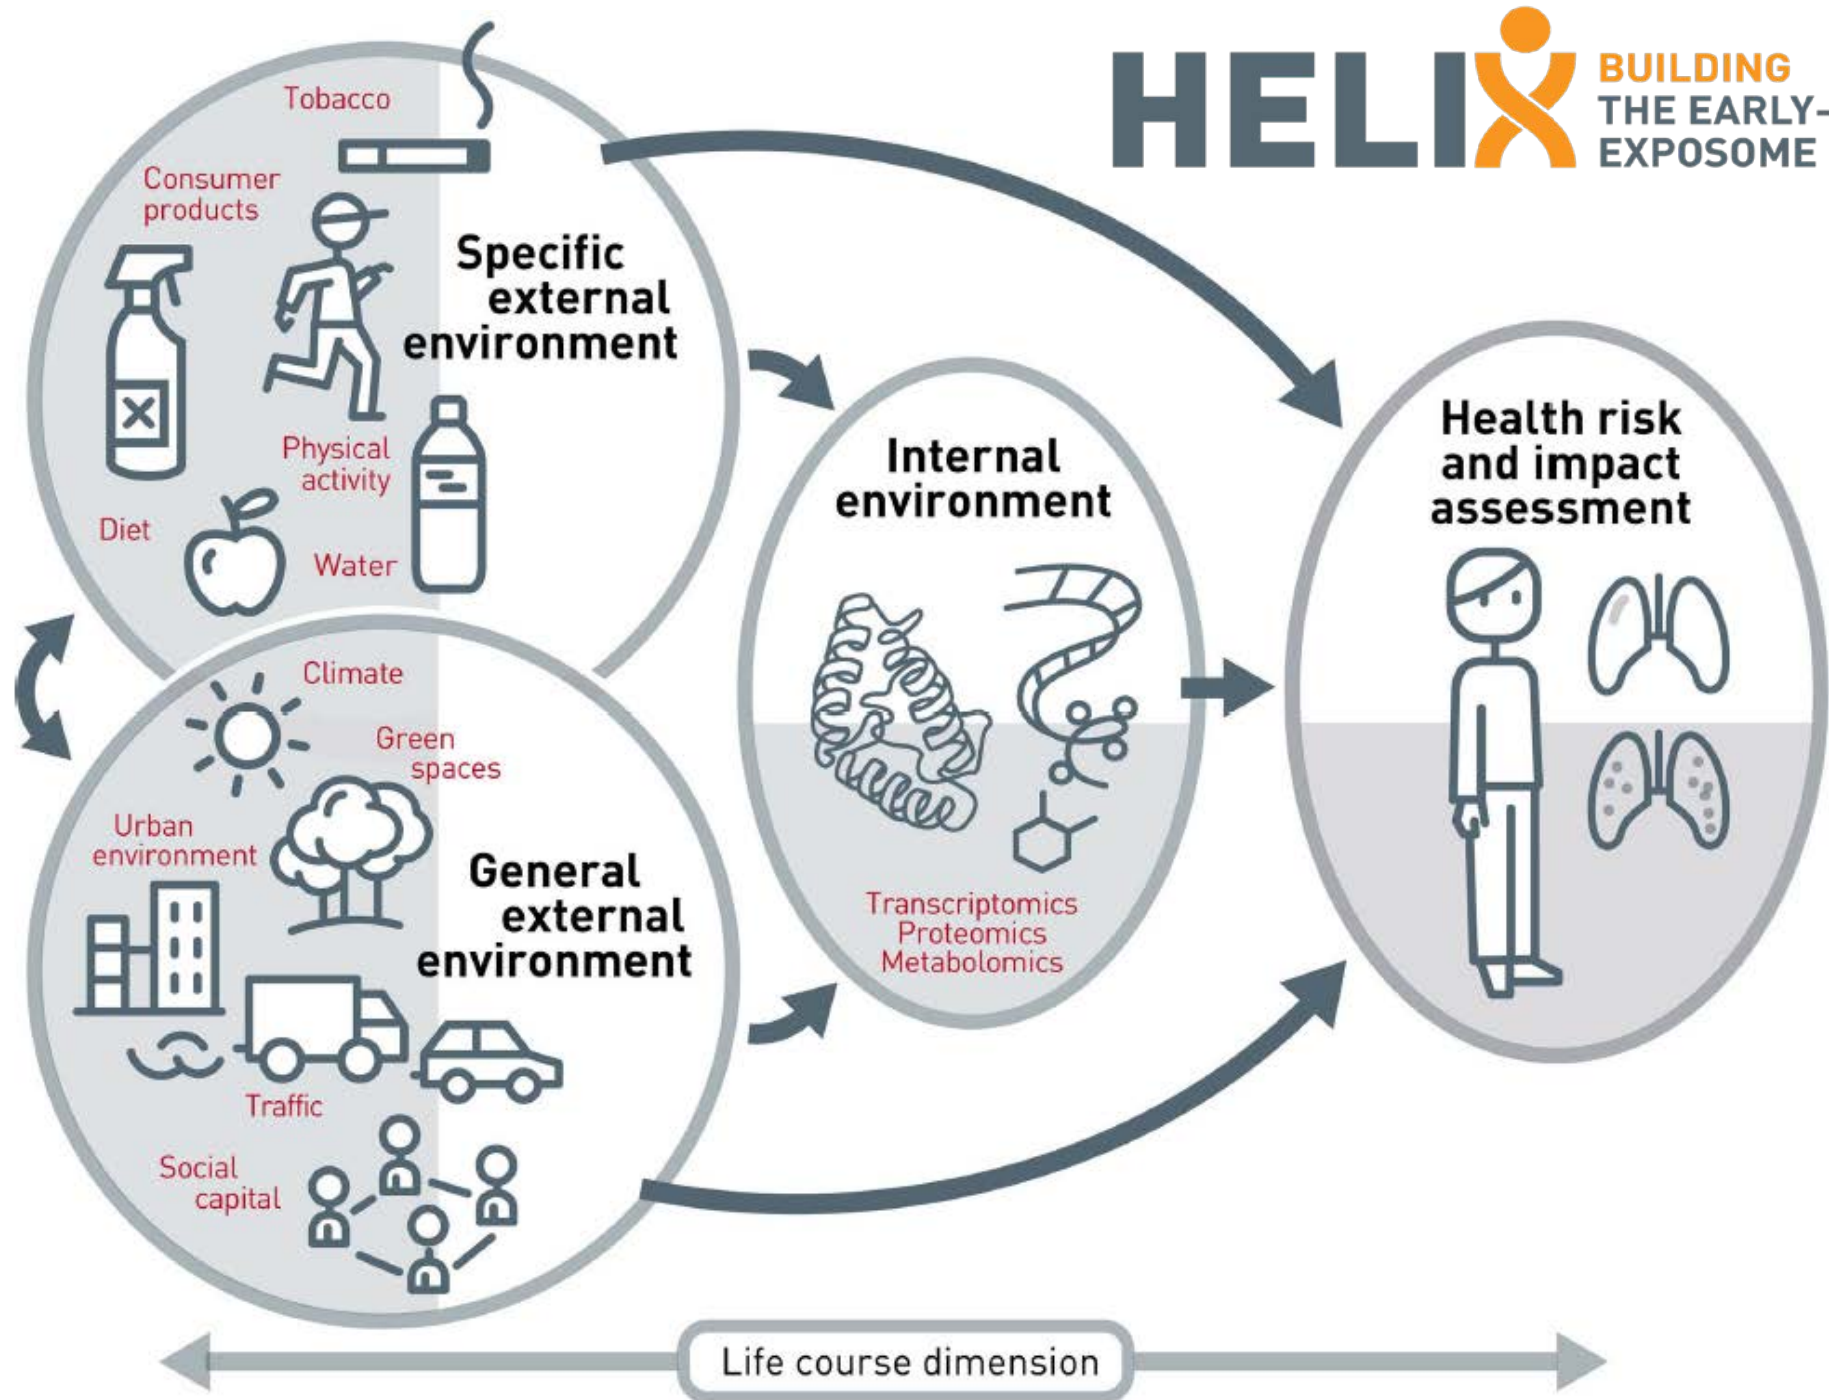 HELIX
BUILDING
THE EARLY-
EXPOSOME
Tobacco
Consumer
products
Specific
external
environment
Physical
activity
Diet
Water
Climate
Green
spaces
Urban
environment
General
external
environment
Traffic
Social
capital
Internal
environment
Transcriptomics
Proteomics
Metabolomics
Health risk
and impact
assessment
Life course dimension